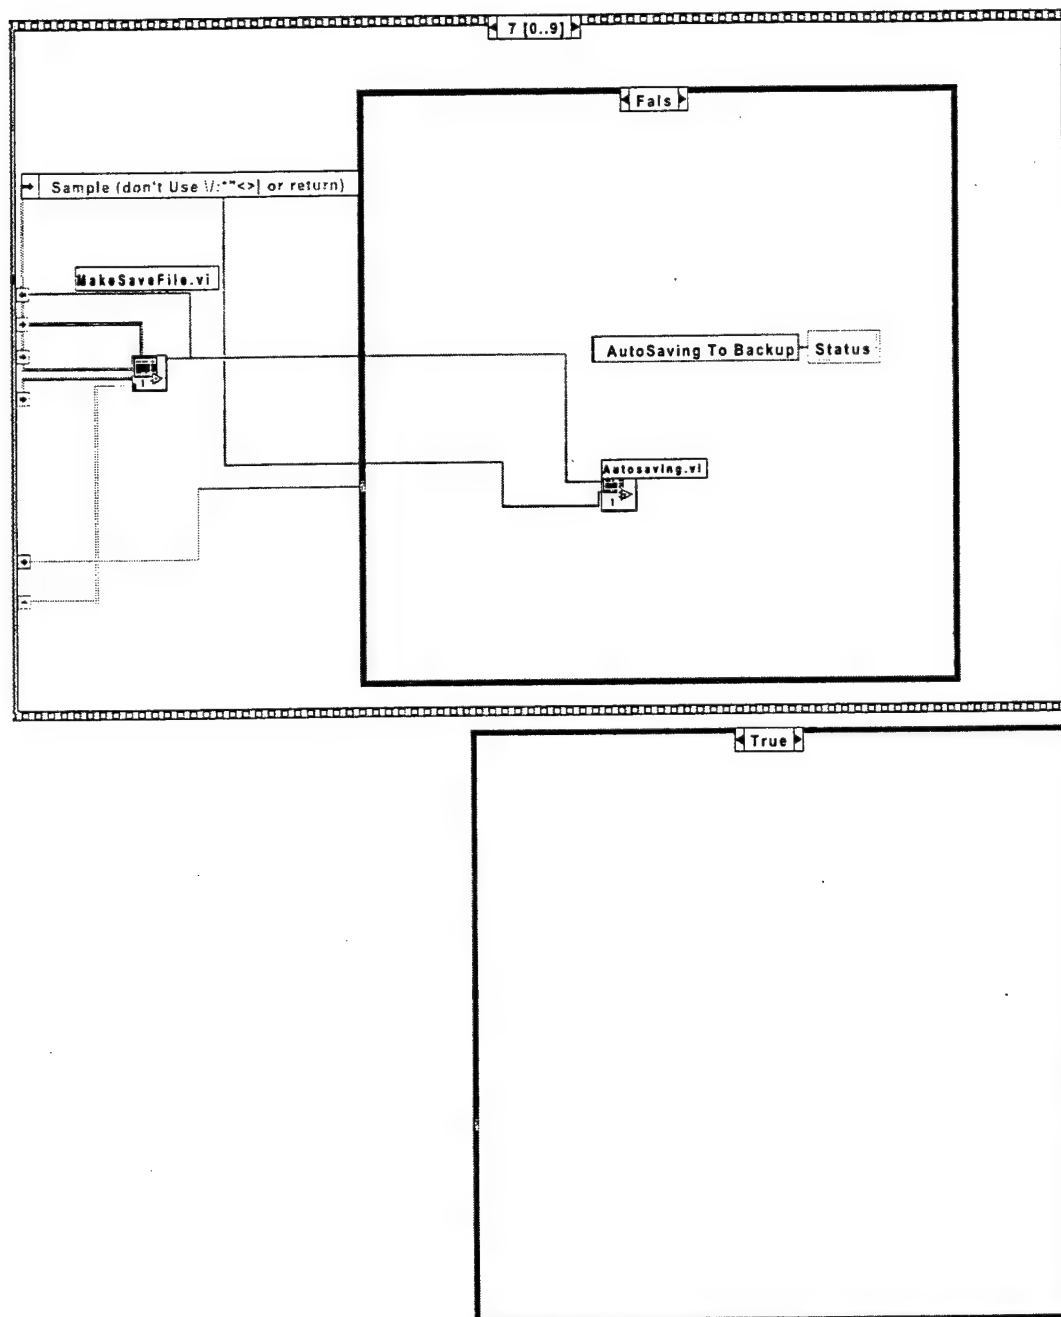 7 [0..9]
Fals
Sample (don't Use \/:*"<>| or return)
MakeSaveFile.vi
AutoSaving To Backup
Status
Autosaving.vi
1
1
True